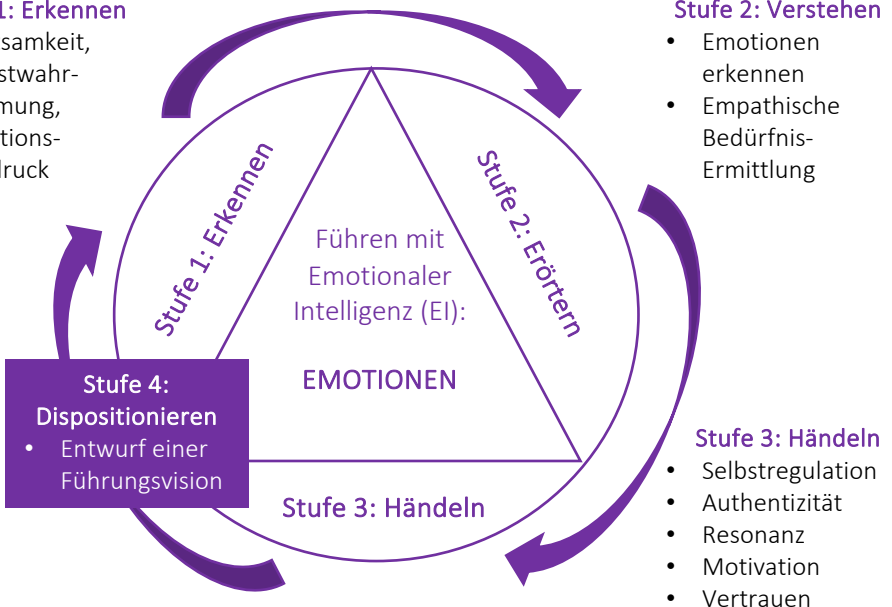 1: Erkennen
samkeit,
stwahr-
mung,
tions-
ruck
Stufe 2: Verstehen
• Emotionen
erkennen
• Empathische
Bedürfnis-
Ermittlung
Stufe 1: Erkennen
Stufe 2: Erörtern
Führen mit
Emotionaler
Intelligenz (EI):
EMOTIONEN
Stufe 4:
Dispositionieren
• Entwurf einer
Führungsvision
Stufe 3: Händeln
Stufe 3: Händeln
• Selbstregulation
• Authentizität
• Resonanz
• Motivation
• Vertrauen